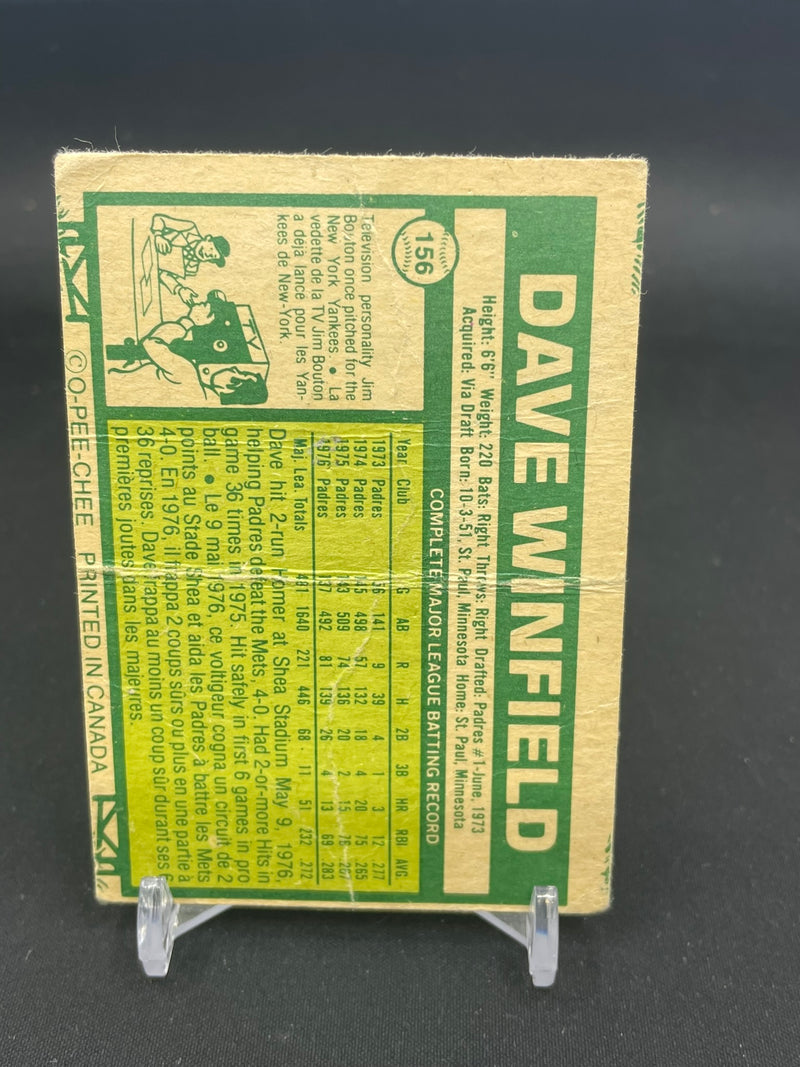 DAVE WINFIELD
Height: 6'6" Weight: 220 Bats: Right Throws: Right Drafted: Padres #1-June, 1973
Acquired: Via Draft Born: 10-3-51, St. Paul, Minnesota Home: St. Paul, Minnesota
156
COMPLETE MAJOR LEAGUE BATTING RECORD
Television personality Jim
Bouton once pitched for the
New York Yankees. • La
vedette de la TV Jim Bouton
a déjà lancé pour les Yan-
kees de New-York.
TV
Year Club G AB R H 2B 3B HR RBI AVG.
1973 Padres 56 141 9 39 4 1 3 12 .277
1974 Padres 145 498 57 132 18 4 20 75 .265
1975 Padres 143 509 74 136 20 2 15 76 .267
1976 Padres 137 492 81 139 26 4 13 69 .283
Maj. Lea. Totals 481 1640 221 446 68 11 51 232 .272
Dave hit 2-run Homer at Shea Stadium May 9, 1976,
helping Padres defeat the Mets, 4-0. Had 2-or-more Hits in
game 36 times in 1975. Hit safely in first 6 games in pro
ball. • Le 9 mai 1976, ce voltigeur cogna un circuit de 2
points au Stade Shea et aida les Padres à battre les Mets
4-0. En 1976, il frappa 2 coups surs ou plus en une partie à
36 reprises. Dave frappa au moins un coup sûr durant ses 6
premières joutes dans les majeures.
© O-PEE-CHEE PRINTED IN CANADA